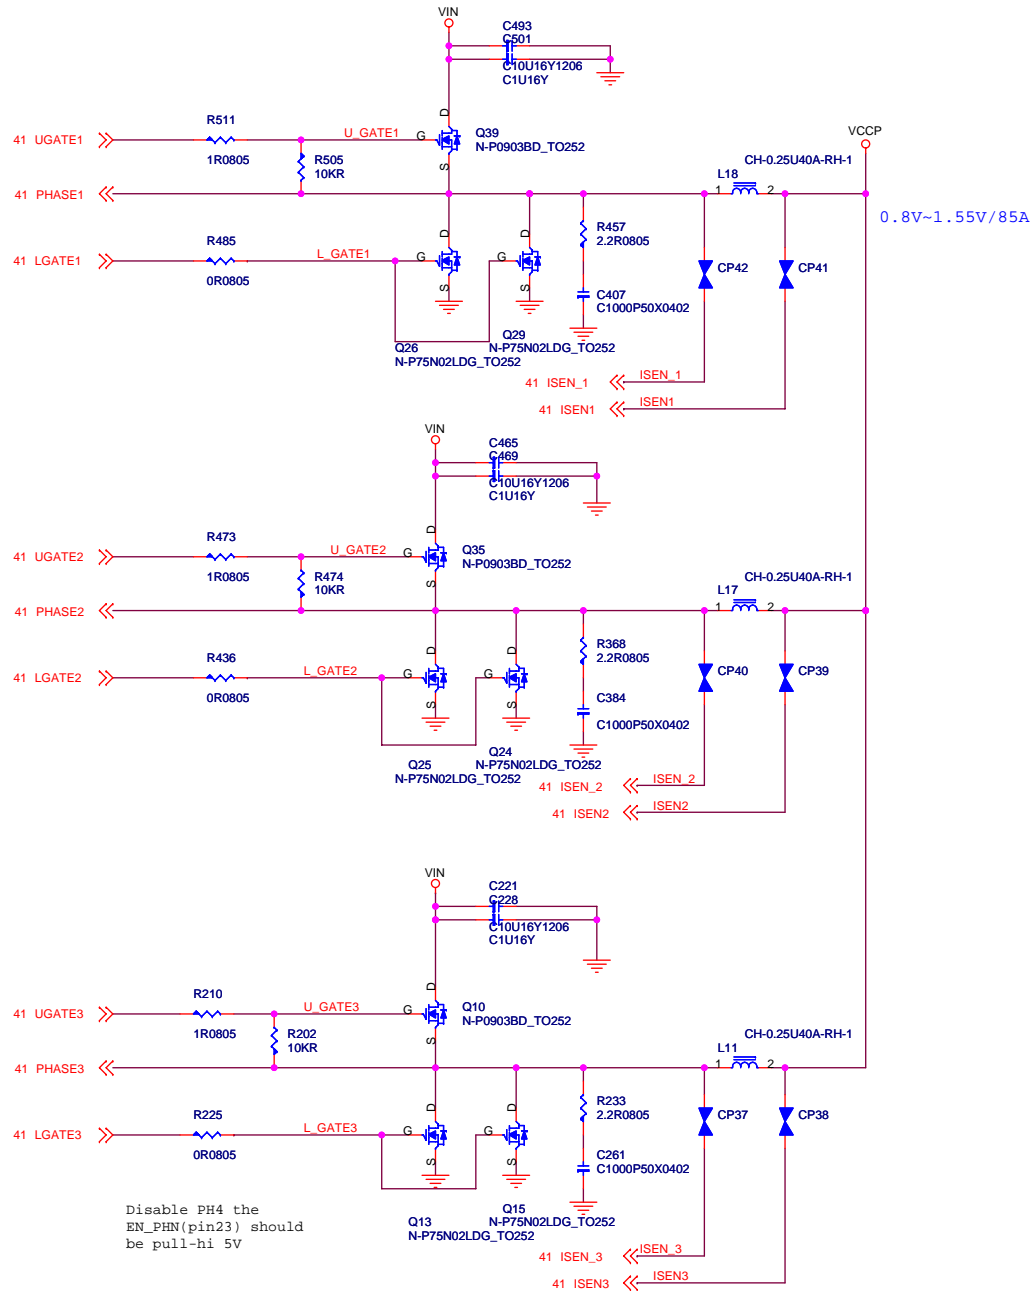 VIN
C493
C501
C10U16Y1206
C1U16Y
D
R511
U_GATE1
G
Q39
N-P0903BD_TO252
41 UGATE1
1R0805
R505
10KR
S
VCCP
CH-0.25U40A-RH-1
L18
41 PHASE1
1
2
0.8V~1.55V/85A
R485
L_GATE1
D
D
R457
2.2R0805
41 LGATE1
G
G
0R0805
S
S
CP42
CP41
C407
C1000P50X0402
Q26
N-P75N02LDG_TO252
Q29
N-P75N02LDG_TO252
41 ISEN_1
ISEN_1
41 ISEN1
ISEN1
VIN
C465
C469
C10U16Y1206
C1U16Y
D
R473
U_GATE2
G
Q35
N-P0903BD_TO252
41 UGATE2
1R0805
R474
10KR
S
CH-0.25U40A-RH-1
L17
41 PHASE2
1
2
R436
L_GATE2
D
D
R368
2.2R0805
41 LGATE2
G
G
0R0805
S
S
CP40
CP39
C384
C1000P50X0402
Q25
N-P75N02LDG_TO252
Q24
N-P75N02LDG_TO252
41 ISEN_2
ISEN_2
41 ISEN2
ISEN2
VIN
C221
C228
C10U16Y1206
C1U16Y
D
R210
U_GATE3
G
Q10
N-P0903BD_TO252
41 UGATE3
1R0805
R202
10KR
S
CH-0.25U40A-RH-1
L11
41 PHASE3
1
2
R225
L_GATE3
D
D
R233
2.2R0805
41 LGATE3
G
G
0R0805
S
S
CP37
CP38
C261
C1000P50X0402
Q13
N-P75N02LDG_TO252
Q15
N-P75N02LDG_TO252
Disable PH4 the
EN_PHN(pin23) should
be pull-hi 5V
41 ISEN_3
ISEN_3
41 ISEN3
ISEN3